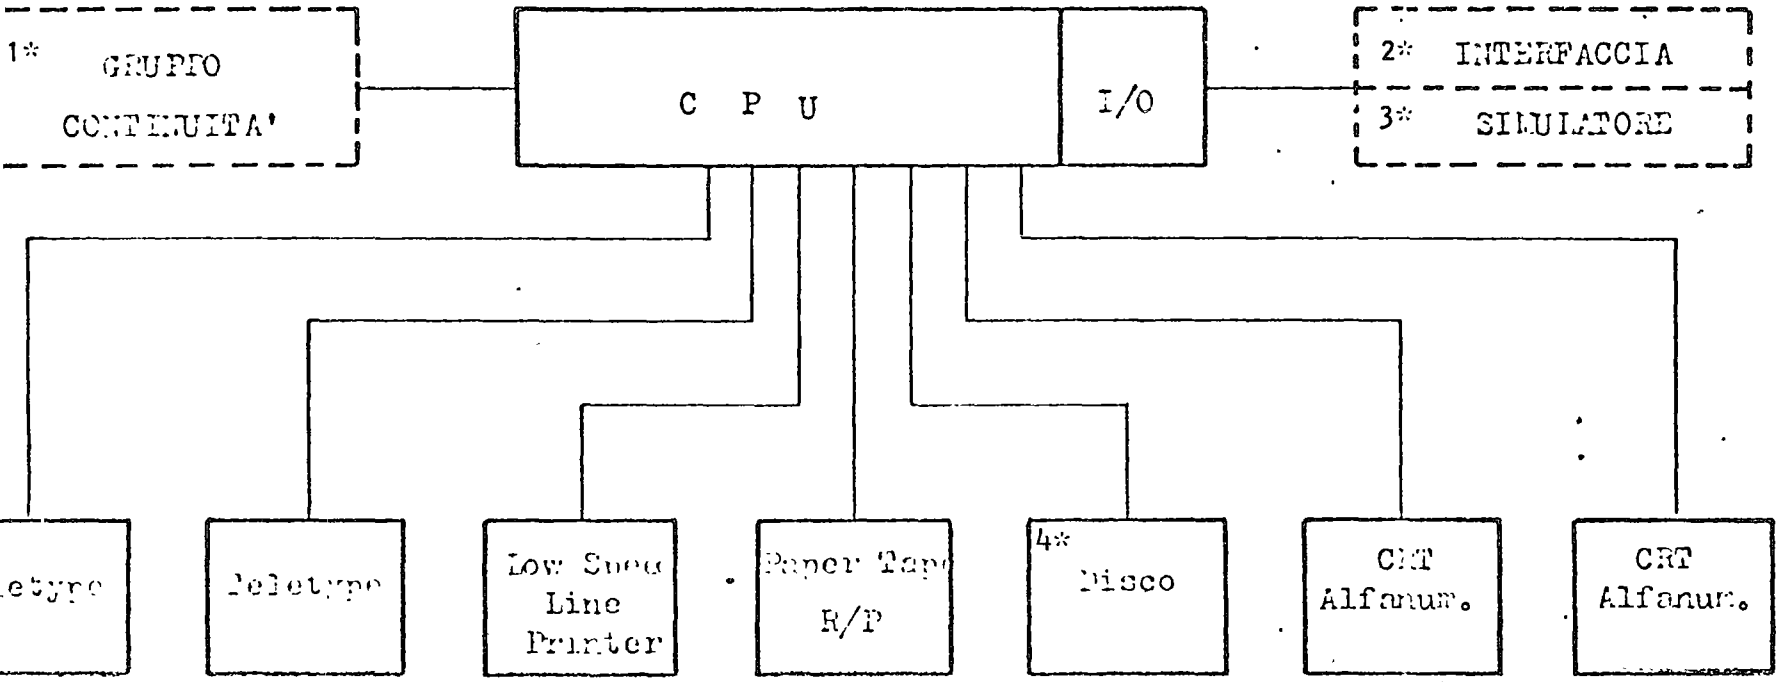 1* GRUPPO
CONTINUITA'
C P U
I/O
2* INTERFACCIA
3* SIMULATORE
letype
Teletype
Low Speed
Line
Printer
Paper Tape
R/P
4*
Disco
CRT
Alfanum.
CRT
Alfanum.